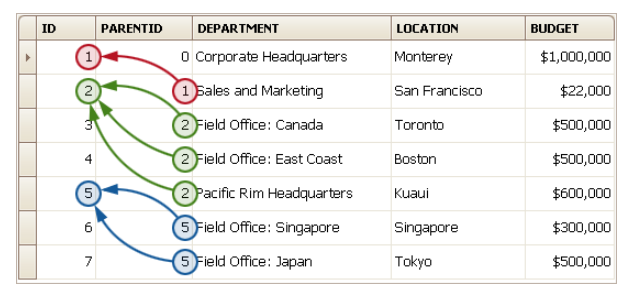 ID PARENTID DEPARTMENT LOCATION BUDGET
1 0 Corporate Headquarters Monterey $1,000,000
2 1 Sales and Marketing San Francisco $22,000
3 2 Field Office: Canada Toronto $500,000
4 2 Field Office: East Coast Boston $500,000
5 2 Pacific Rim Headquarters Kuaui $600,000
6 5 Field Office: Singapore Singapore $300,000
7 5 Field Office: Japan Tokyo $500,000